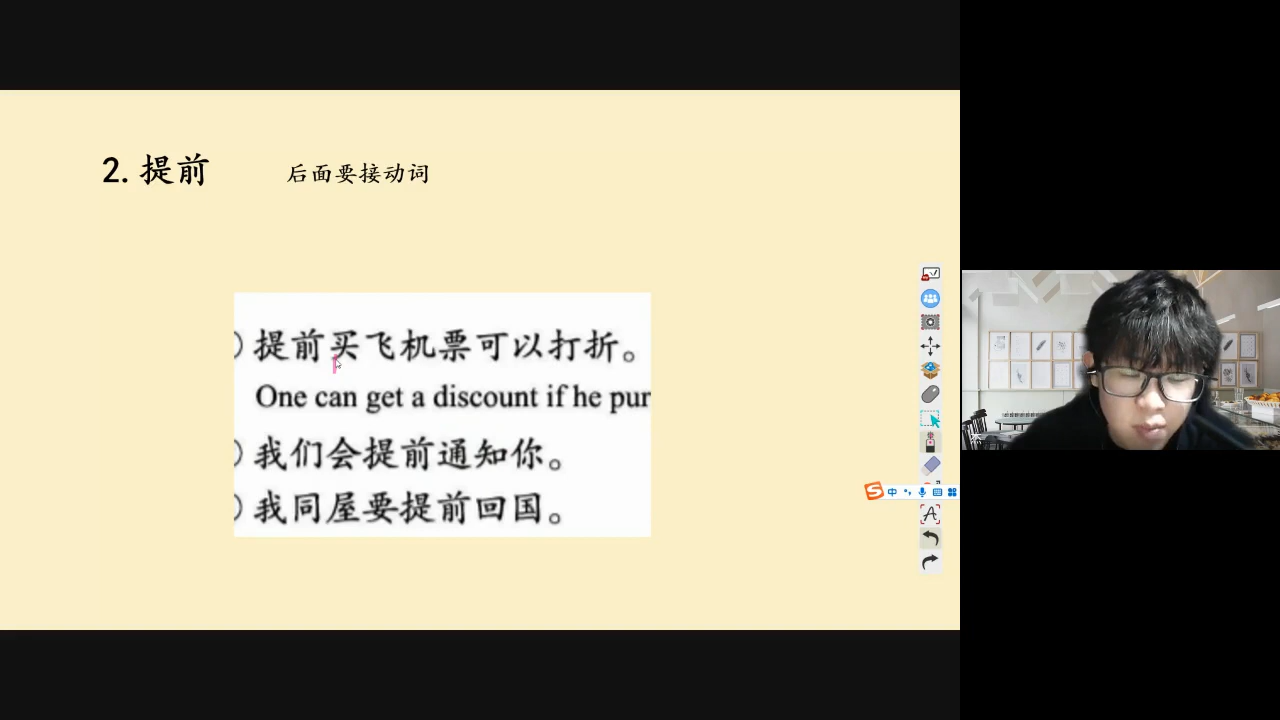 2. 提前
后面要接动词
) 提前买飞机票可以打折。
One can get a discount if he pur
) 我们会提前通知你。
) 我同屋要提前回国。
中
A